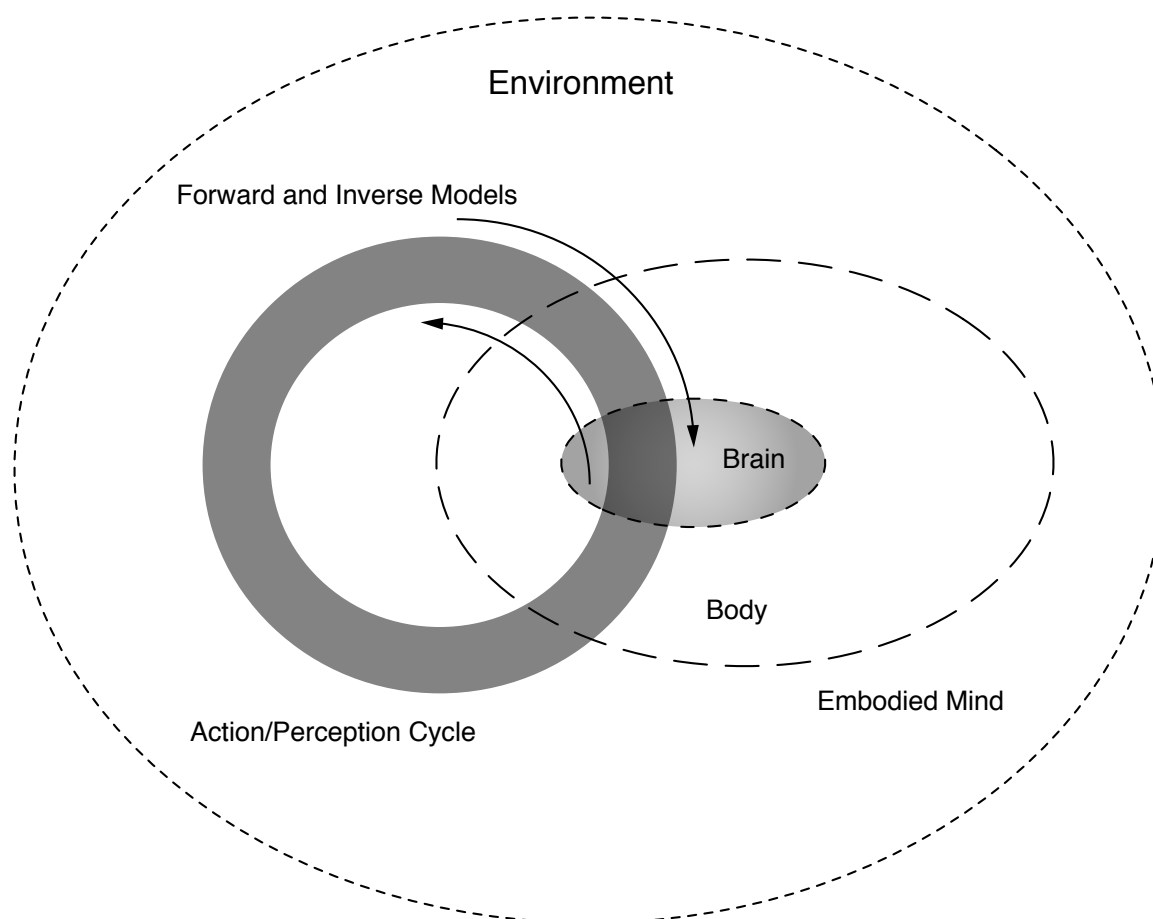 Environment
Forward and Inverse Models
Brain
Body
Embodied Mind
Action/Perception Cycle